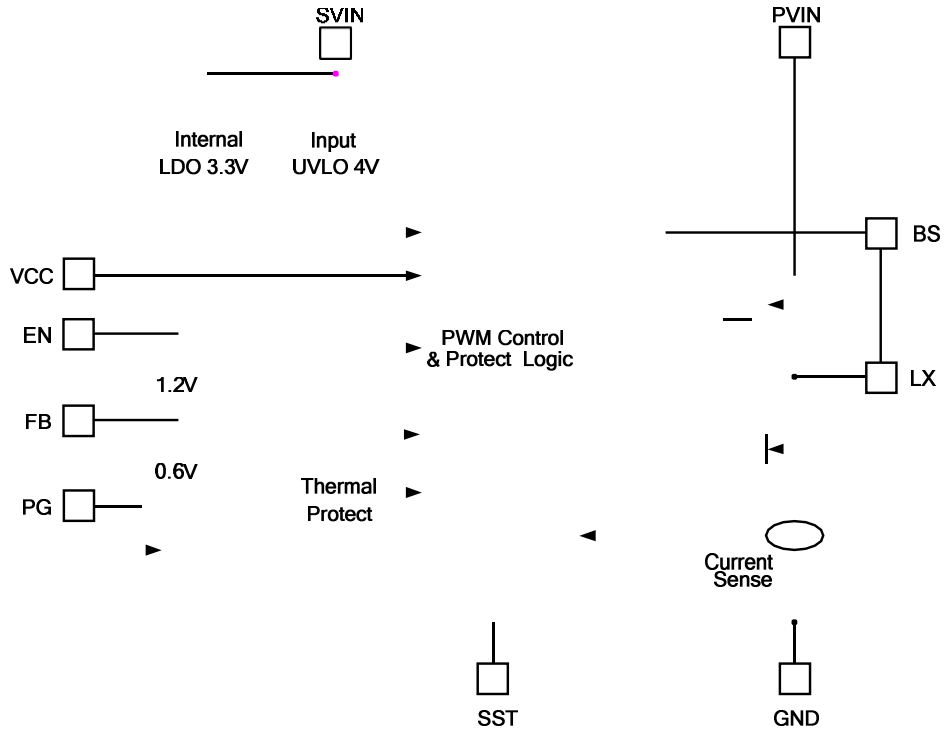 SVIN
PVIN
Internal
LDO 3.3V
Input
UVLO 4V
BS
VCC
EN
PWM Control
& Protect Logic
1.2V
LX
FB
0.6V
PG
Thermal
Protect
Current
Sense
SST
GND